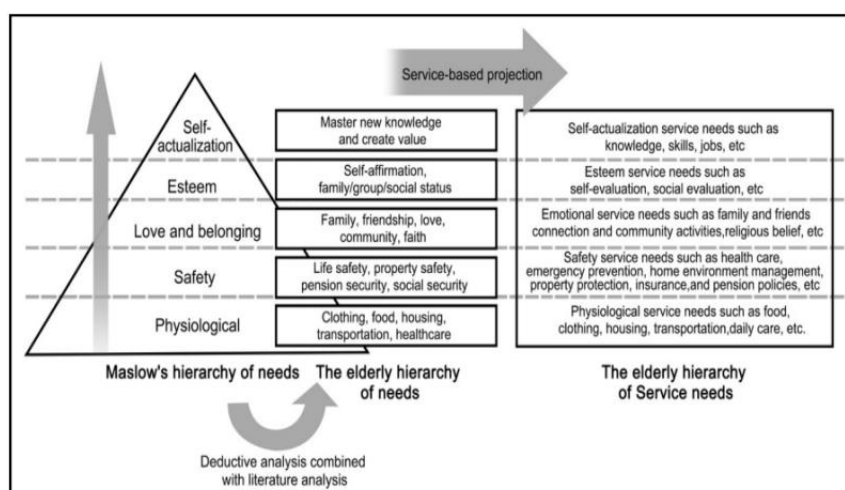 Service-based projection
Self-
actualization
Master new knowledge
and create value
Self-actualization service needs such as
knowledge, skills, jobs, etc
Esteem
Self-affirmation,
family/group/social status
Esteem service needs such as
self-evaluation, social evaluation, etc
Love and belonging
Family, friendship, love,
community, faith
Emotional service needs such as family and friends
connection and community activities,religious belief, etc
Safety
Life safety, property safety,
pension security, social security
Safety service needs such as health care,
emergency prevention, home environment management,
property protection, insurance,and pension policies, etc
Physiological
Clothing, food, housing,
transportation, healthcare
Physiological service needs such as food,
clothing, housing, transportation,daily care, etc.
Maslow's hierarchy of needs
The elderly hierarchy
of needs
The elderly hierarchy
of Service needs
Deductive analysis combined
with literature analysis